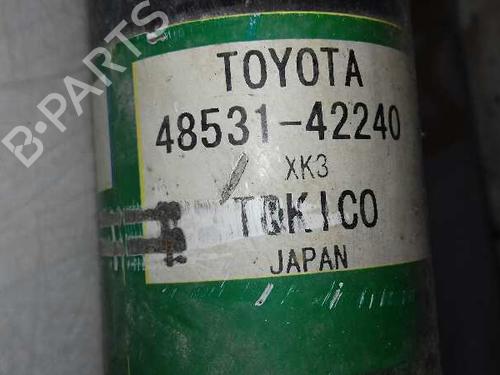 B-PARTS
TOYOTA
48531-42240
XK3
TOKICO
JAPAN